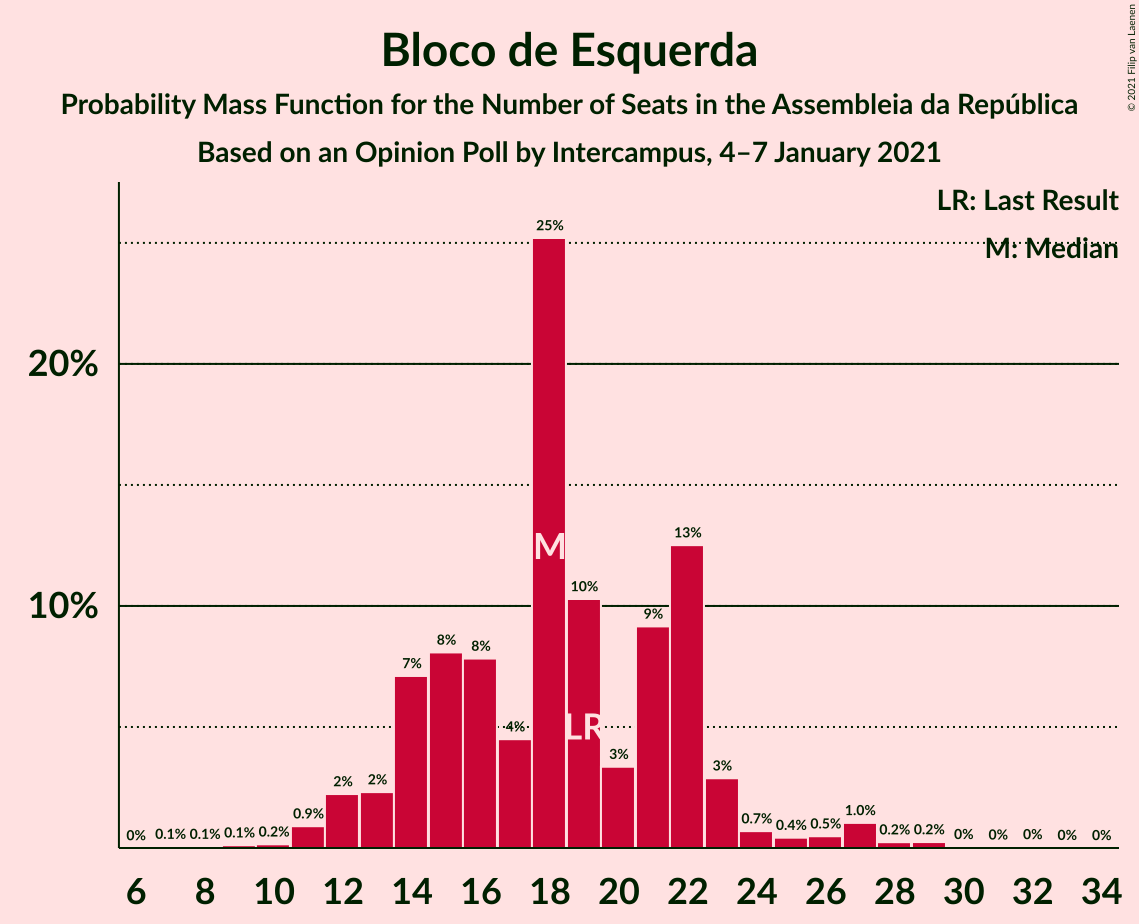 © 2021 Filip van Laenen
Bloco de Esquerda
Probability Mass Function for the Number of Seats in the Assembleia da República
Based on an Opinion Poll by Intercampus, 4–7 January 2021
LR: Last Result
M: Median
20%
10%
0% 0.1% 0.1% 0.1% 0.2% 0.9% 2% 2% 7% 8% 8% 4% 25% 10% 3% 9% 13% 3% 0.7% 0.4% 0.5% 1.0% 0.2% 0.2% 0% 0% 0% 0% 0%
M
LR
6 8 10 12 14 16 18 20 22 24 26 28 30 32 34